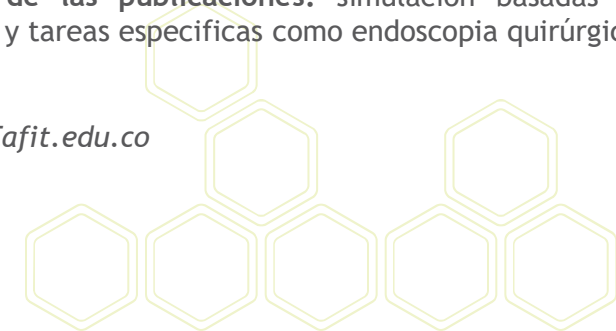 de las publicaciones: simulación basadas
y tareas especificas como endoscopia quirúrgic
afit.edu.co